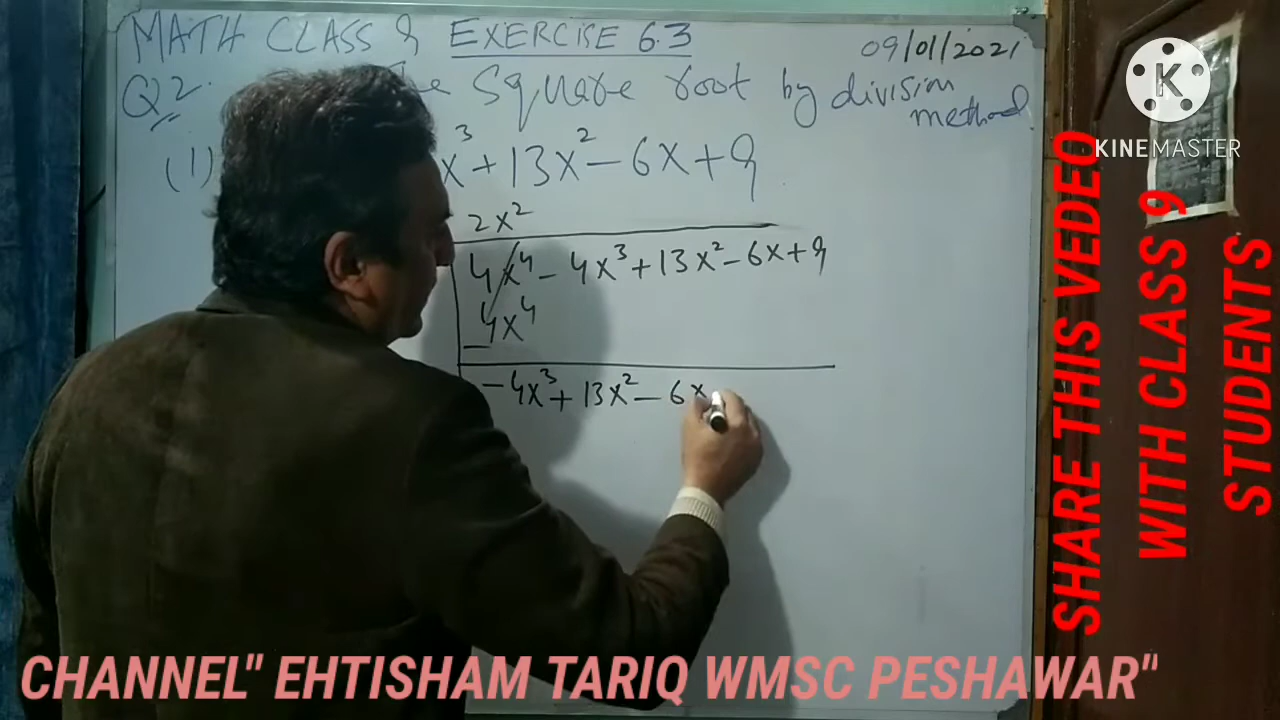 MATH CLASS 9 EXERCISE 6.3
09/01/2021
Q2. The Square root by division
method
(1) x³ + 13x² - 6x + 9
2x²
4x⁴ - 4x³ + 13x² - 6x + 9
4x⁴
-
- 4x³ + 13x² - 6x
K
KINEMASTER
SHARE THIS VEDEO
WITH CLASS 9
STUDENTS
CHANNEL" EHTISHAM TARIQ WMSC PESHAWAR"